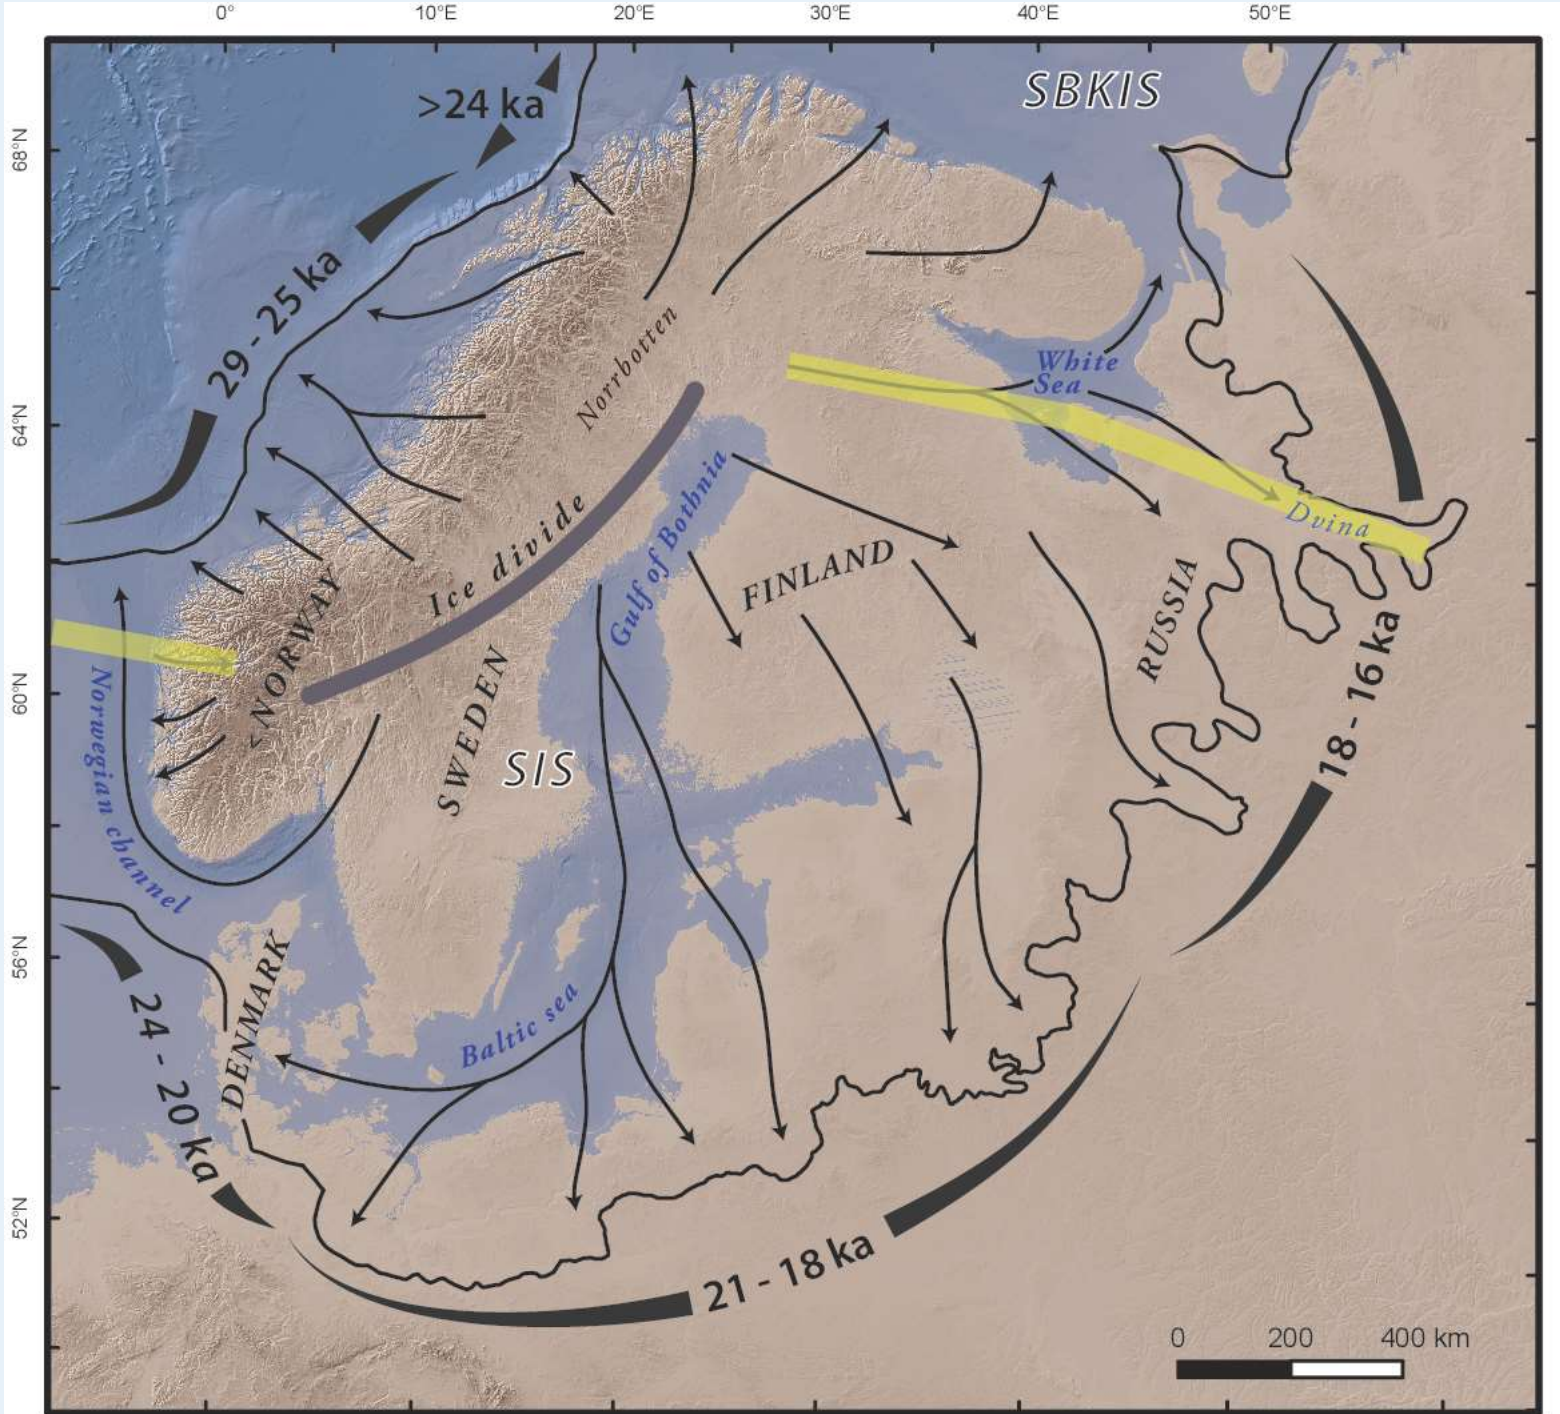 0° 10°E 20°E 30°E 40°E 50°E
SBKIS
>24 ka
68°N
29 - 25 ka
Norrbotten
White
Sea
64°N
Dvina
Ice divide
Gulf of Bothnia
FINLAND
NORWAY
RUSSIA
18 - 16 ka
60°N
Norwegian channel
SWEDEN
SIS
56°N
DENMARK
24 - 20 ka
Baltic sea
52°N
21 - 18 ka
0 200 400 km